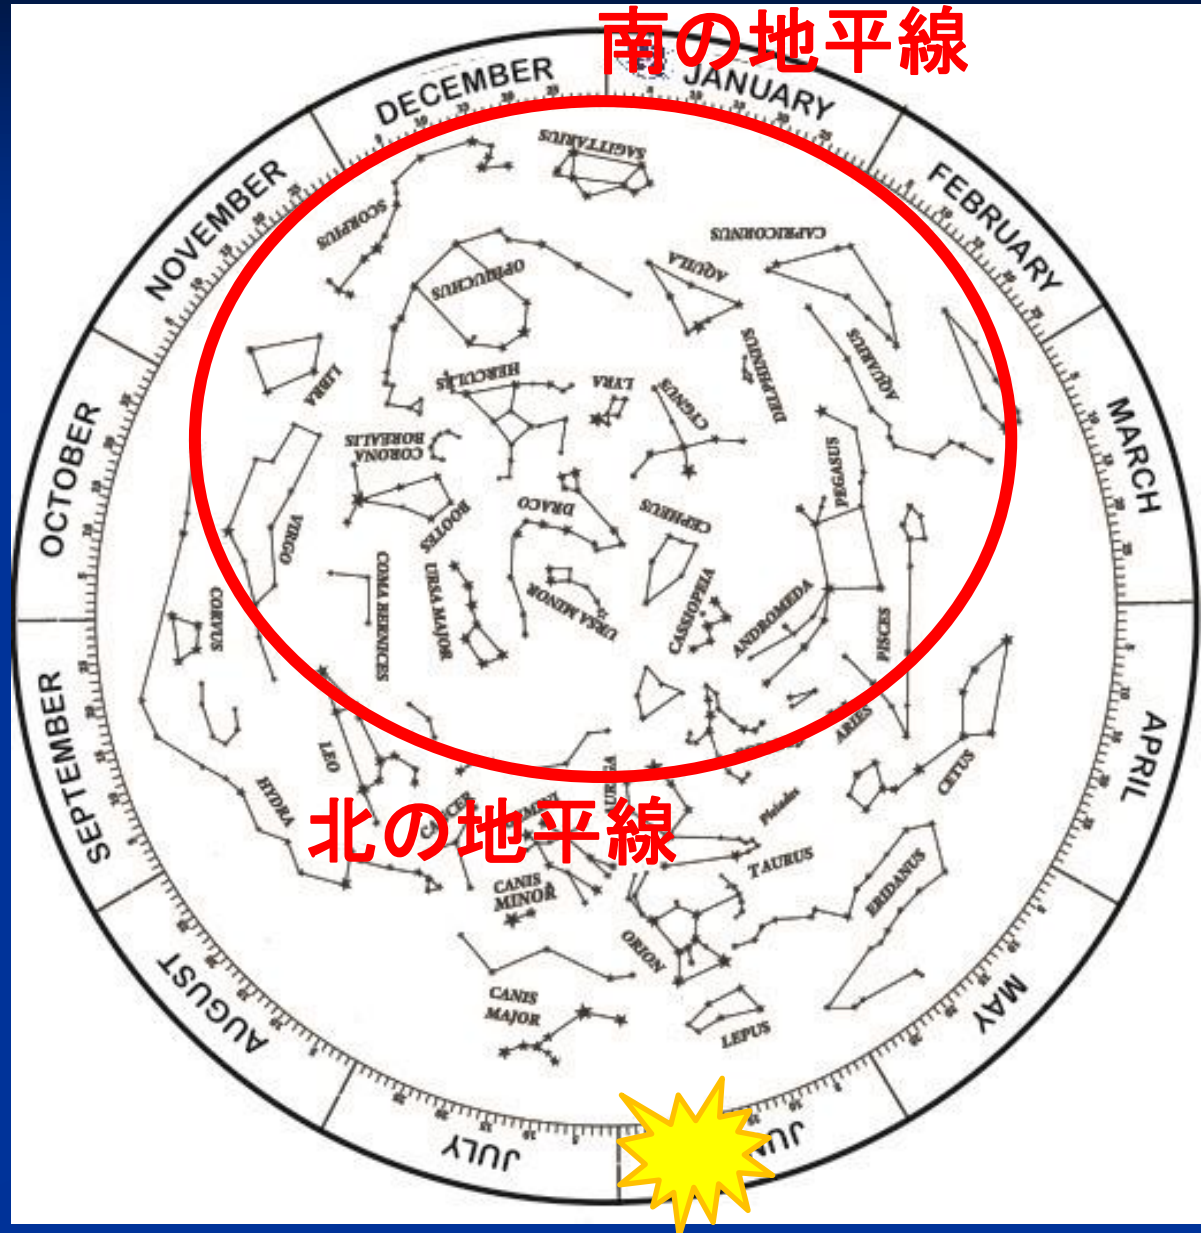 南の地平線
DECEMBER
JANUARY
NOVEMBER
FEBRUARY
SAGITTARIUS
SCORPIUS
CAPRICORNUS
OPHIUCHUS
AQUILA
AQUARIUS
DELPHINIUS
LIBRA
HERCULES
LYRA
CYGNUS
OCTOBER
MARCH
CORONA
BOREALIS
PEGASUS
DRACO
CEPHEUS
BOOTES
VIRGO
COMA BERNICES
URSA MAJOR
URSA MINOR
CASSIOPEIA
ANDROMEDA
PISCES
CORVUS
SEPTEMBER
APRIL
ARIES
LEO
CETUS
HYDRA
北の地平線
CANCER
Pleiades
TAURUS
CANIS
MINOR
ERIDANUS
ORION
CANIS
MAJOR
LEPUS
AUGUST
MAY
JULY